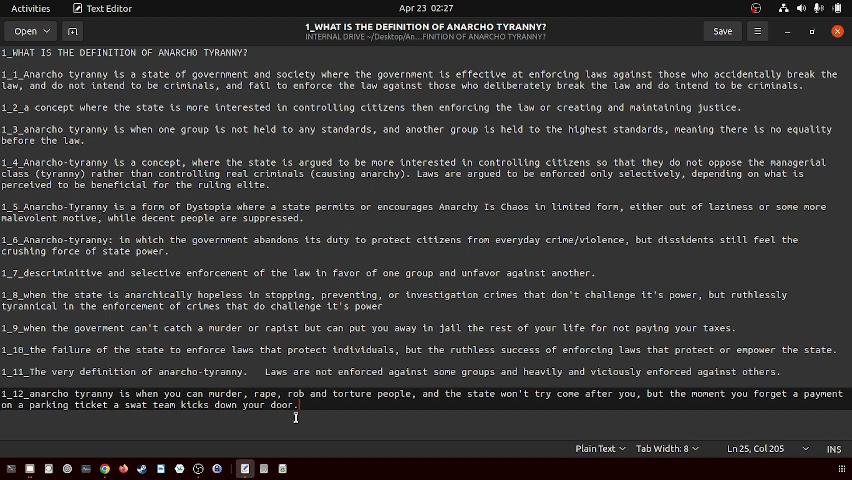 Activities Text Editor Apr 23 02:27
Open 1_WHAT IS THE DEFINITION OF ANARCHO TYRANNY? Save
INTERNAL DRIVE ~/Desktop/An…FINITION OF ANARCHO TYRANNY?
1_WHAT IS THE DEFINITION OF ANARCHO TYRANNY?
1_1_Anarcho tyranny is a state of government and society where the government is effective at enforcing laws against those who accidentally break the
law, and do not intend to be criminals, and fail to enforce the law against those who deliberately break the law and do intend to be criminals.
1_2_a concept where the state is more interested in controlling citizens then enforcing the law or creating and maintaining justice.
1_3_anarcho tyranny is when one group is not held to any standards, and another group is held to the highest standards, meaning there is no equality
before the law.
1_4_Anarcho-tyranny is a concept, where the state is argued to be more interested in controlling citizens so that they do not oppose the managerial
class (tyranny) rather than controlling real criminals (causing anarchy). Laws are argued to be enforced only selectively, depending on what is
perceived to be beneficial for the ruling elite.
1_5_Anarcho-Tyranny is a form of Dystopia where a state permits or encourages Anarchy Is Chaos in limited form, either out of laziness or some more
malevolent motive, while decent people are suppressed.
1_6_Anarcho-tyranny: in which the government abandons its duty to protect citizens from everyday crime/violence, but dissidents still feel the
crushing force of state power.
1_7_descriminitive and selective enforcement of the law in favor of one group and unfavor against another.
1_8_when the state is anarchically hopeless in stopping, preventing, or investigation crimes that don't challenge it's power, but ruthlessly
tyrannical in the enforcement of crimes that do challenge it's power
1_9_when the goverment can't catch a murder or rapist but can put you away in jail the rest of your life for not paying your taxes.
1_10_the failure of the state to enforce laws that protect individuals, but the ruthless success of enforcing laws that protect or empower the state.
1_11_The very definition of anarcho-tyranny.   Laws are not enforced against some groups and heavily and viciously enforced against others.
1_12_anarcho tyranny is when you can murder, rape, rob and torture people, and the state won't try come after you, but the moment you forget a payment
on a parking ticket a swat team kicks down your door.
Plain Text Tab Width: 8 Ln 25, Col 205 INS